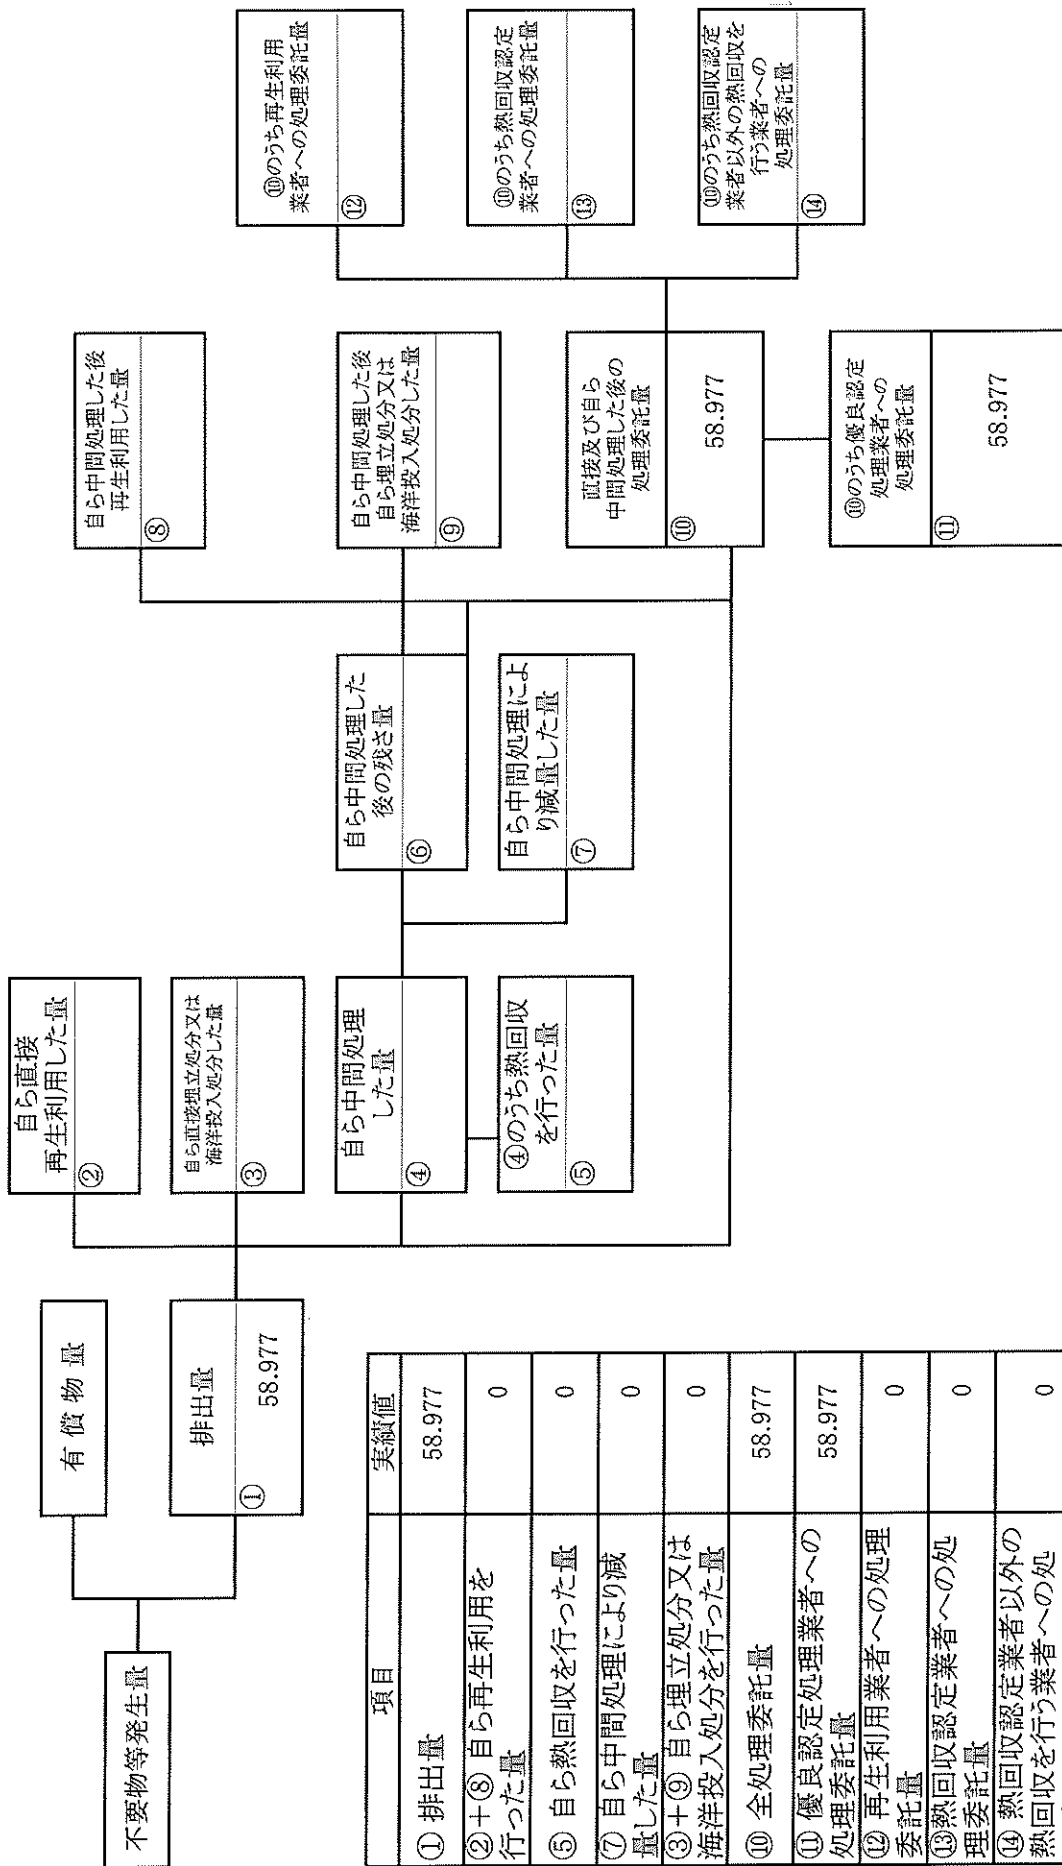 不要物等発生量
有償物量
排出量
①
58.977
自ら直接
再生利用した量
②
自ら直接埋立処分又は
海洋投入処分した量
③
自ら中間処理
した量
④
④のうち熱回収
を行った量
⑤
自ら中間処理した
後の残さ量
⑥
自ら中間処理によ
り減量した量
⑦
自ら中間処理した後
再生利用した量
⑧
自ら中間処理した後
自ら埋立処分又は
海洋投入処分した量
⑨
直接及び自ら
中間処理した後の
処理委託量
⑩
58.977
⑩のうち優良認定
処理業者への
処理委託量
⑪
58.977
⑩のうち再生利用
業者への処理委託量
⑫
⑩のうち熱回収認定
業者への処理委託量
⑬
⑩のうち熱回収認定
業者以外の熱回収を
行う業者への
処理委託量
⑭
項目 実績値
① 排出量 58.977
②+⑧ 自ら再生利用を
行った量 0
⑤ 自ら熱回収を行った量 0
⑦ 自ら中間処理により減
量した量 0
③+⑨ 自ら埋立処分又は
海洋投入処分を行った量 0
⑩ 全処理委託量 58.977
⑪ 優良認定処理業者への
処理委託量 58.977
⑫ 再生利用業者への処理
委託量 0
⑬熱回収認定業者への処
理委託量 0
⑭ 熱回収認定業者以外の
熱回収を行う業者への処 0